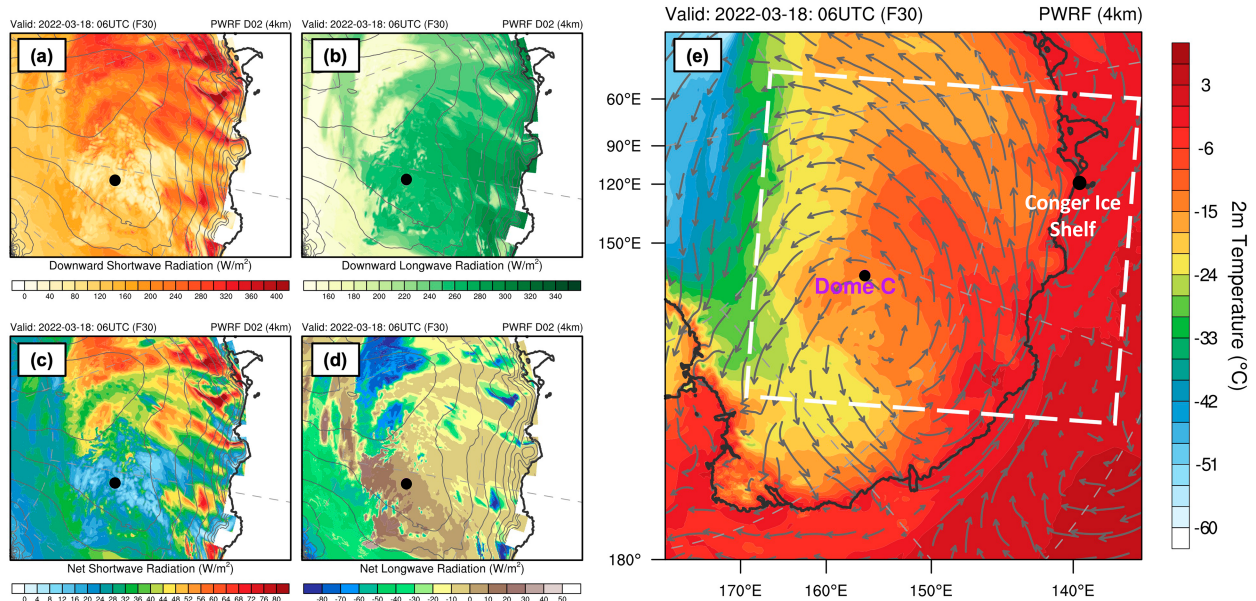 Valid: 2022-03-18: 06UTC (F30) PWRF D02 (4km)
(a)
Downward Shortwave Radiation (W/m²)
0 40 80 120 160 200 240 280 320 360 400
Valid: 2022-03-18: 06UTC (F30) PWRF D02 (4km)
(b)
Downward Longwave Radiation (W/m²)
160 180 200 220 240 260 280 300 320 340
Valid: 2022-03-18: 06UTC (F30) PWRF D02 (4km)
(c)
Net Shortwave Radiation (W/m²)
0 4 8 12 16 20 24 28 32 36 40 44 48 52 56 60 64 68 72 76 80
Valid: 2022-03-18: 06UTC (F30) PWRF D02 (4km)
(d)
Net Longwave Radiation (W/m²)
-80 -70 -60 -50 -40 -30 -20 -10 0 10 20 30 40 50
Valid: 2022-03-18: 06UTC (F30) PWRF (4km)
(e)
60°E
90°E
120°E
150°E
180°
170°E 160°E 150°E 140°E
Conger Ice
Shelf
Dome C
3
-6
-15
-24
-33
-42
-51
-60
2m Temperature (°C)